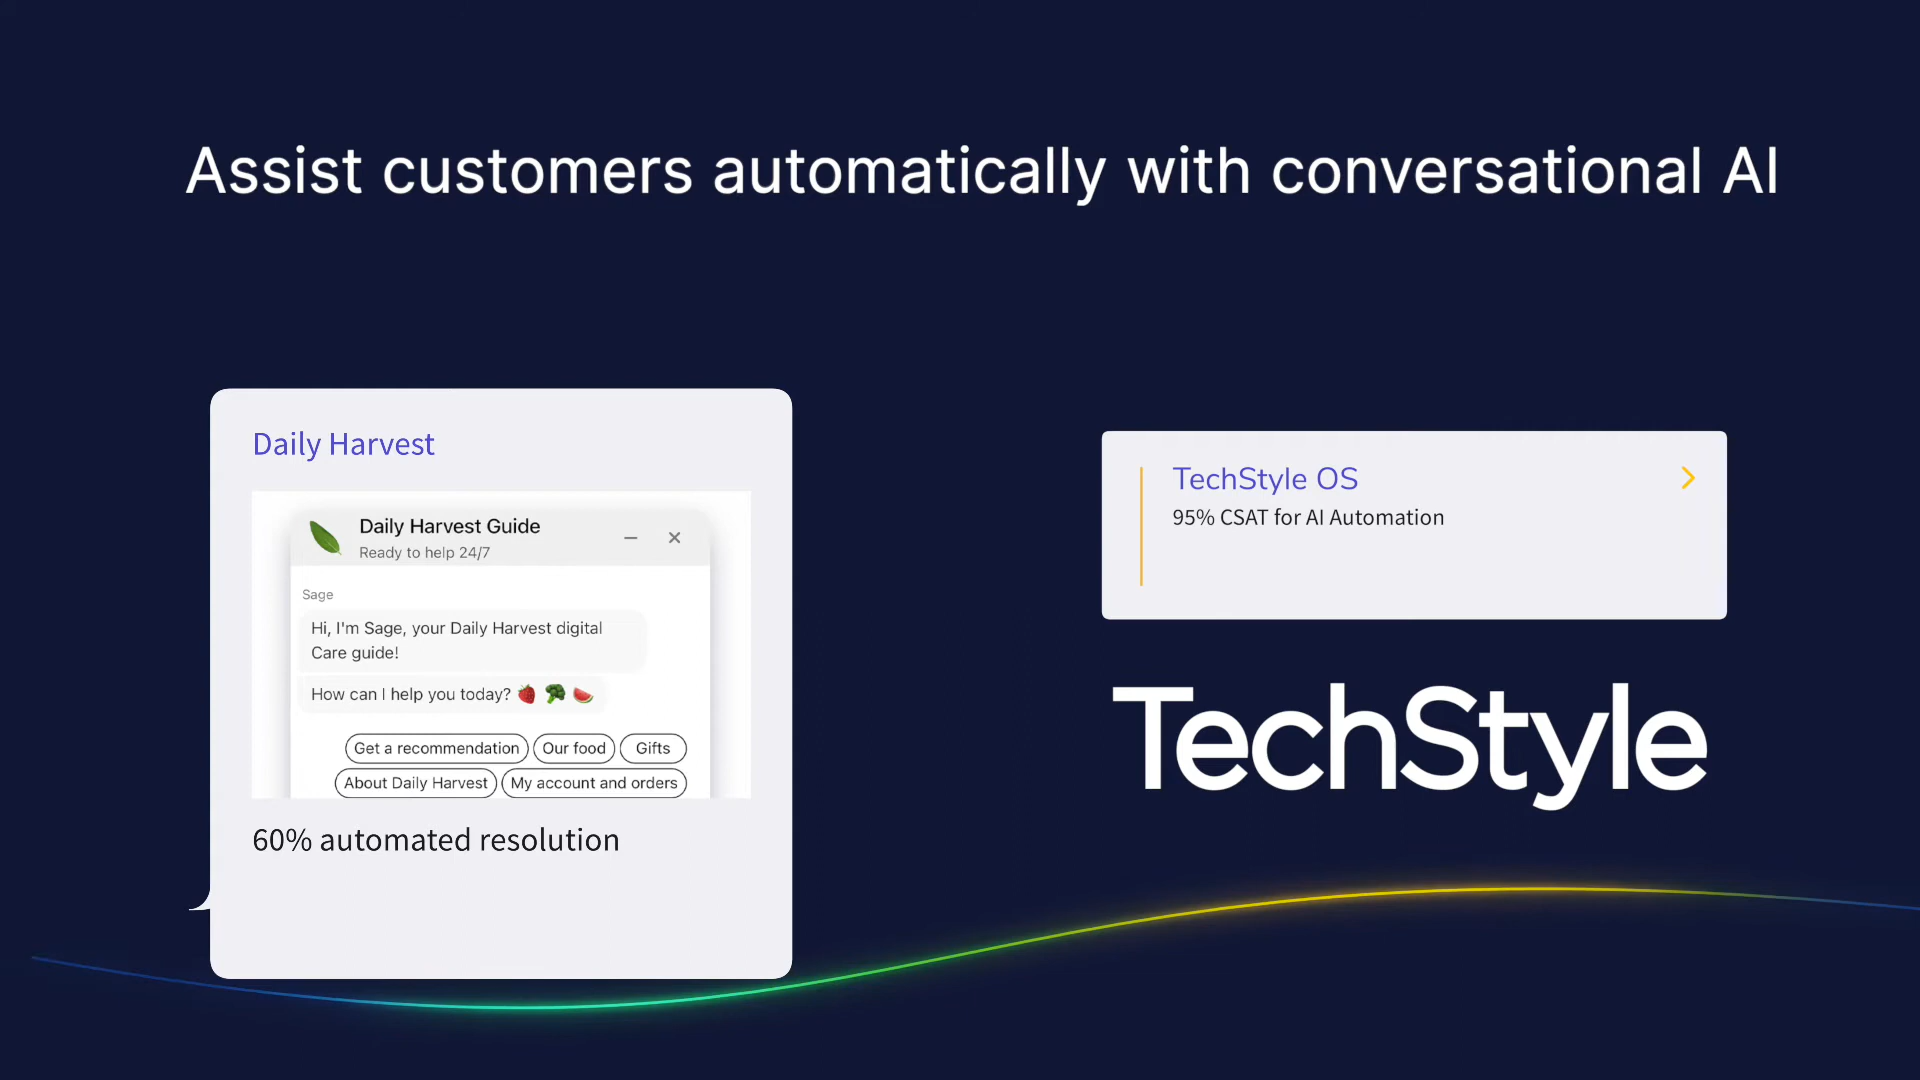 Assist customers automatically with conversational AI
Daily Harvest
Daily Harvest Guide
Ready to help 24/7
Sage
Hi, I'm Sage, your Daily Harvest digital
Care guide!
How can I help you today? 🍓 🥦 🍉
Get a recommendation Our food Gifts
About Daily Harvest My account and orders
60% automated resolution
TechStyle OS
95% CSAT for AI Automation
TechStyle